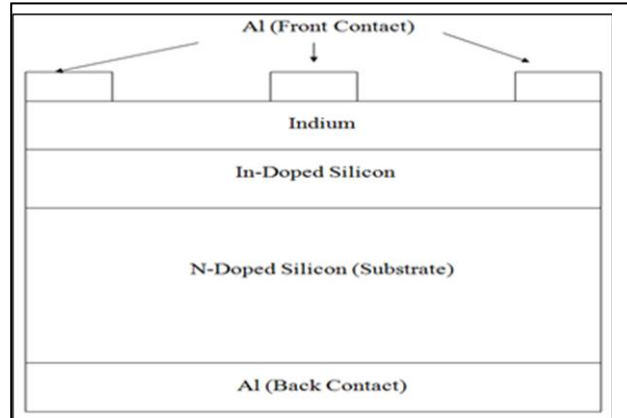 Al (Front Contact)
Indium
In-Doped Silicon
N-Doped Silicon (Substrate)
Al (Back Contact)